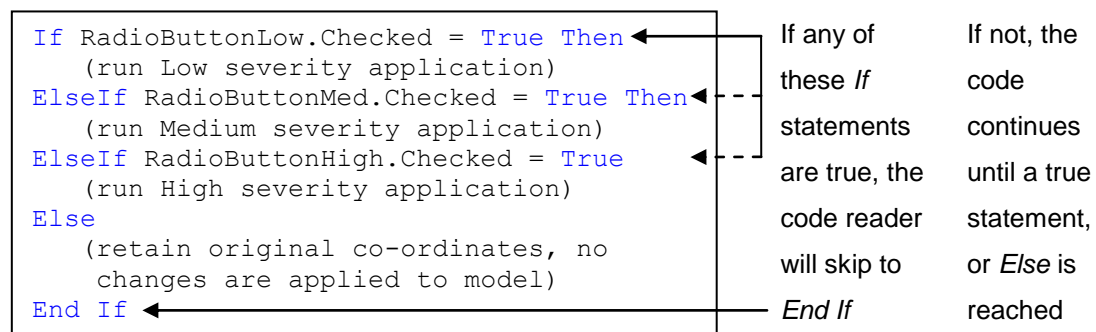 If RadioButtonLow.Checked = True Then
(run Low severity application)
ElseIf RadioButtonMed.Checked = True Then
(run Medium severity application)
ElseIf RadioButtonHigh.Checked = True
(run High severity application)
Else
(retain original co-ordinates, no
changes are applied to model)
End If
If any of
these If
statements
are true, the
code reader
will skip to
End If
If not, the
code
continues
until a true
statement,
or Else is
reached